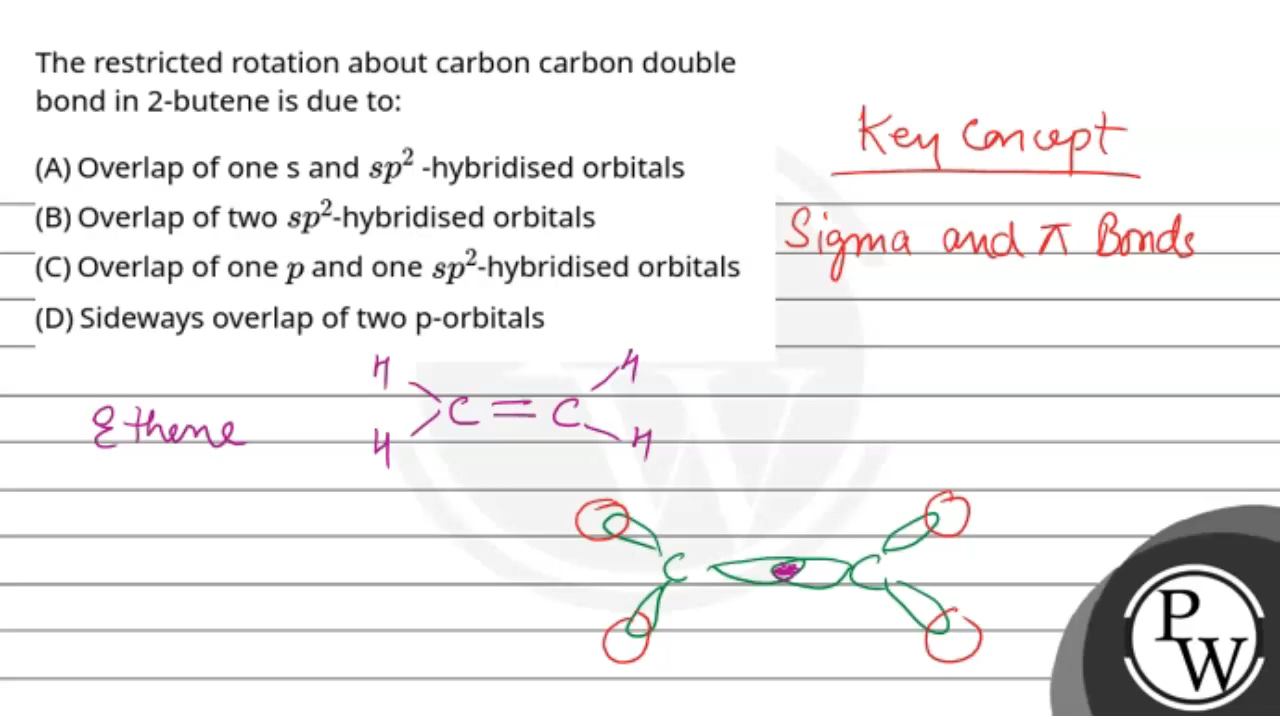 The restricted rotation about carbon carbon double
bond in 2-butene is due to:
(A) Overlap of one s and sp² -hybridised orbitals
(B) Overlap of two sp²-hybridised orbitals
(C) Overlap of one p and one sp²-hybridised orbitals
(D) Sideways overlap of two p-orbitals
Key Concept
Sigma and π Bonds
H H
Ethene C = C
H H
C C
P
W